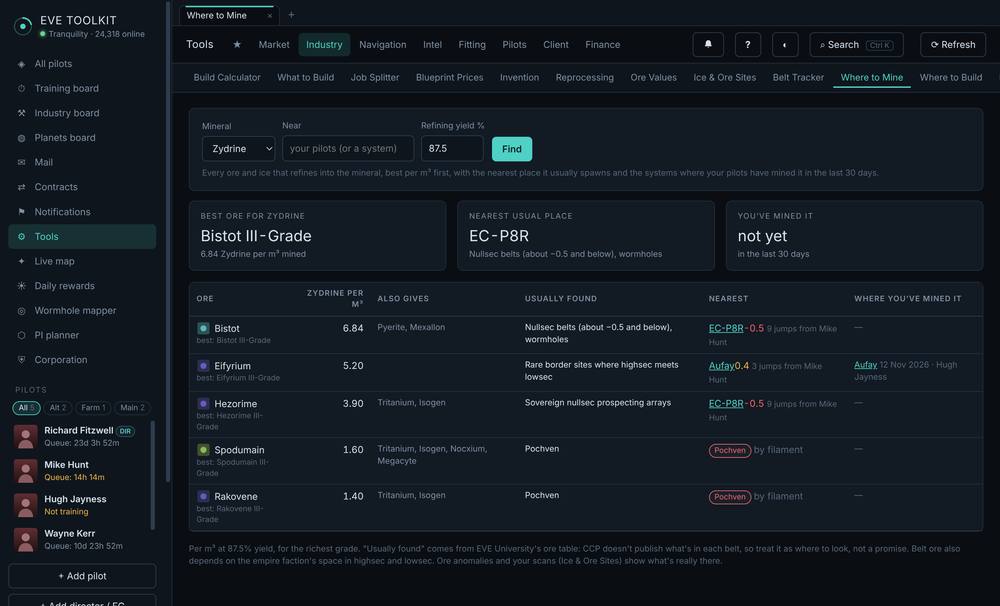 EVE TOOLKIT
Tranquility · 24,318 online
All pilots
Training board
Industry board
Planets board
Mail
Contracts
Notifications
Tools
Live map
Daily rewards
Wormhole mapper
PI planner
Corporation
PILOTS
All 5
Alt 2
Farm 1
Main 2
Richard Fitzwell DIR
Queue: 23d 3h 52m
Mike Hunt
Queue: 14h 14m
Hugh Jayness
Not training
Wayne Kerr
Queue: 10d 23h 52m
+ Add pilot
+ Add director / FC
Where to Mine × +
Tools ★ Market Industry Navigation Intel Fitting Pilots Client Finance ? Search Ctrl K Refresh
Build Calculator What to Build Job Splitter Blueprint Prices Invention Reprocessing Ore Values Ice & Ore Sites Belt Tracker Where to Mine Where to Build
Mineral Near Refining yield %
Zydrine your pilots (or a system) 87.5 Find
Every ore and ice that refines into the mineral, best per m³ first, with the nearest place it usually spawns and the systems where your pilots have mined it in the last 30 days.
BEST ORE FOR ZYDRINE
Bistot III-Grade
6.84 Zydrine per m³ mined
NEAREST USUAL PLACE
EC-P8R
Nullsec belts (about −0.5 and below), wormholes
YOU'VE MINED IT
not yet
in the last 30 days
ORE ZYDRINE PER M³ ALSO GIVES USUALLY FOUND NEAREST WHERE YOU'VE MINED IT
Bistot 6.84 Pyerite, Mexallon Nullsec belts (about −0.5 and below), EC-P8R-0.5 9 jumps from Mike —
best: Bistot III-Grade wormholes Hunt
Eifyrium 5.20 Rare border sites where highsec meets Aufay0.4 3 jumps from Mike Aufay 12 Nov 2026 · Hugh
best: Eifyrium III-Grade lowsec Hunt Jayness
Hezorime 3.90 Tritanium, Isogen Sovereign nullsec prospecting arrays EC-P8R-0.5 9 jumps from Mike —
best: Hezorime III- Hunt
Grade
Spodumain 1.60 Tritanium, Isogen, Nocxium, Pochven Pochven by filament —
best: Spodumain III- Megacyte
Grade
Rakovene 1.40 Tritanium, Isogen Pochven Pochven by filament —
best: Rakovene III-
Grade
Per m³ at 87.5% yield, for the richest grade. "Usually found" comes from EVE University's ore table: CCP doesn't publish what's in each belt, so treat it as where to look, not a promise. Belt ore also
depends on the empire faction's space in highsec and lowsec. Ore anomalies and your scans (Ice & Ore Sites) show what's really there.